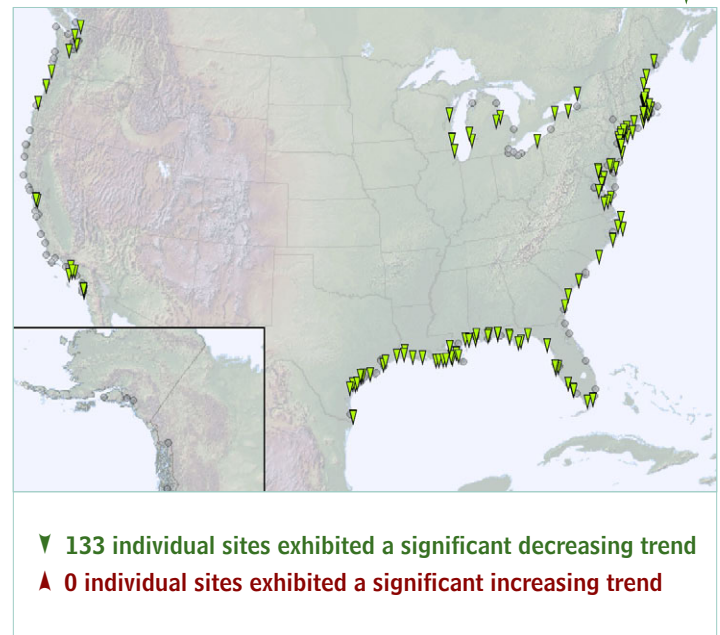 133 individual sites exhibited a significant decreasing trend
0 individual sites exhibited a significant increasing trend